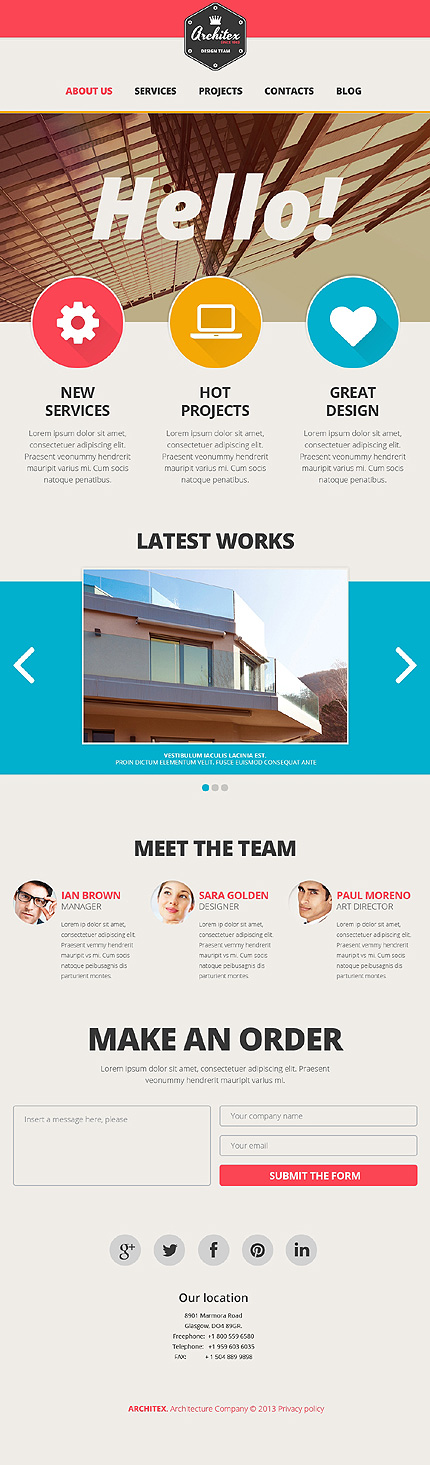 Architex
SINCE 1980
DESIGN TEAM
ABOUT US SERVICES PROJECTS CONTACTS BLOG
Hello!
NEW
SERVICES
Lorem ipsum dolor sit amet,
consectetuer adipiscing elit.
Praesent veonummy hendrerit
mauripit varius mi. Cum socis
natoque penatibus.
HOT
PROJECTS
Lorem ipsum dolor sit amet,
consectetuer adipiscing elit.
Praesent veonummy hendrerit
mauripit varius mi. Cum socis
natoque penatibus.
GREAT
DESIGN
Lorem ipsum dolor sit amet,
consectetuer adipiscing elit.
Praesent veonummy hendrerit
mauripit varius mi. Cum socis
natoque penatibus.
LATEST WORKS
VESTIBULUM IACULIS LACINIA EST.
PROIN DICTUM ELEMENTUM VELIT. FUSCE EUISMOD CONSEQUAT ANTE
MEET THE TEAM
IAN BROWN
MANAGER
Lorem ip dolor sit amet,
consectetuer adipiscing elit.
Praesent vemmy hendrerit
mauript vs mi. Cum socis
natoque peibusagnis dis
parturient montes.
SARA GOLDEN
DESIGNER
Lorem ip dolor sit amet,
consectetuer adipiscing elit.
Praesent vemmy hendrerit
mauript vs mi. Cum socis
natoque peibusagnis dis
parturient montes.
PAUL MORENO
ART DIRECTOR
Lorem ip dolor sit amet,
consectetuer adipiscing elit.
Praesent vemmy hendrerit
mauript vs mi. Cum socis
natoque peibusagnis dis
parturient montes.
MAKE AN ORDER
Lorem ipsum dolor sit amet, consectetuer adipiscing elit. Praesent
veonummy hendrerit mauripit varius mi.
Insert a message here, please
Your company name
Your email
SUBMIT THE FORM
g+ f in
Our location
8901 Marmora Road
Glasgow, DO4 89GR.
Freephone: +1 800 559 6580
Telephone: +1 959 603 6035
FAX: +1 504 889 9898
ARCHITEX. Architecture Company © 2013 Privacy policy